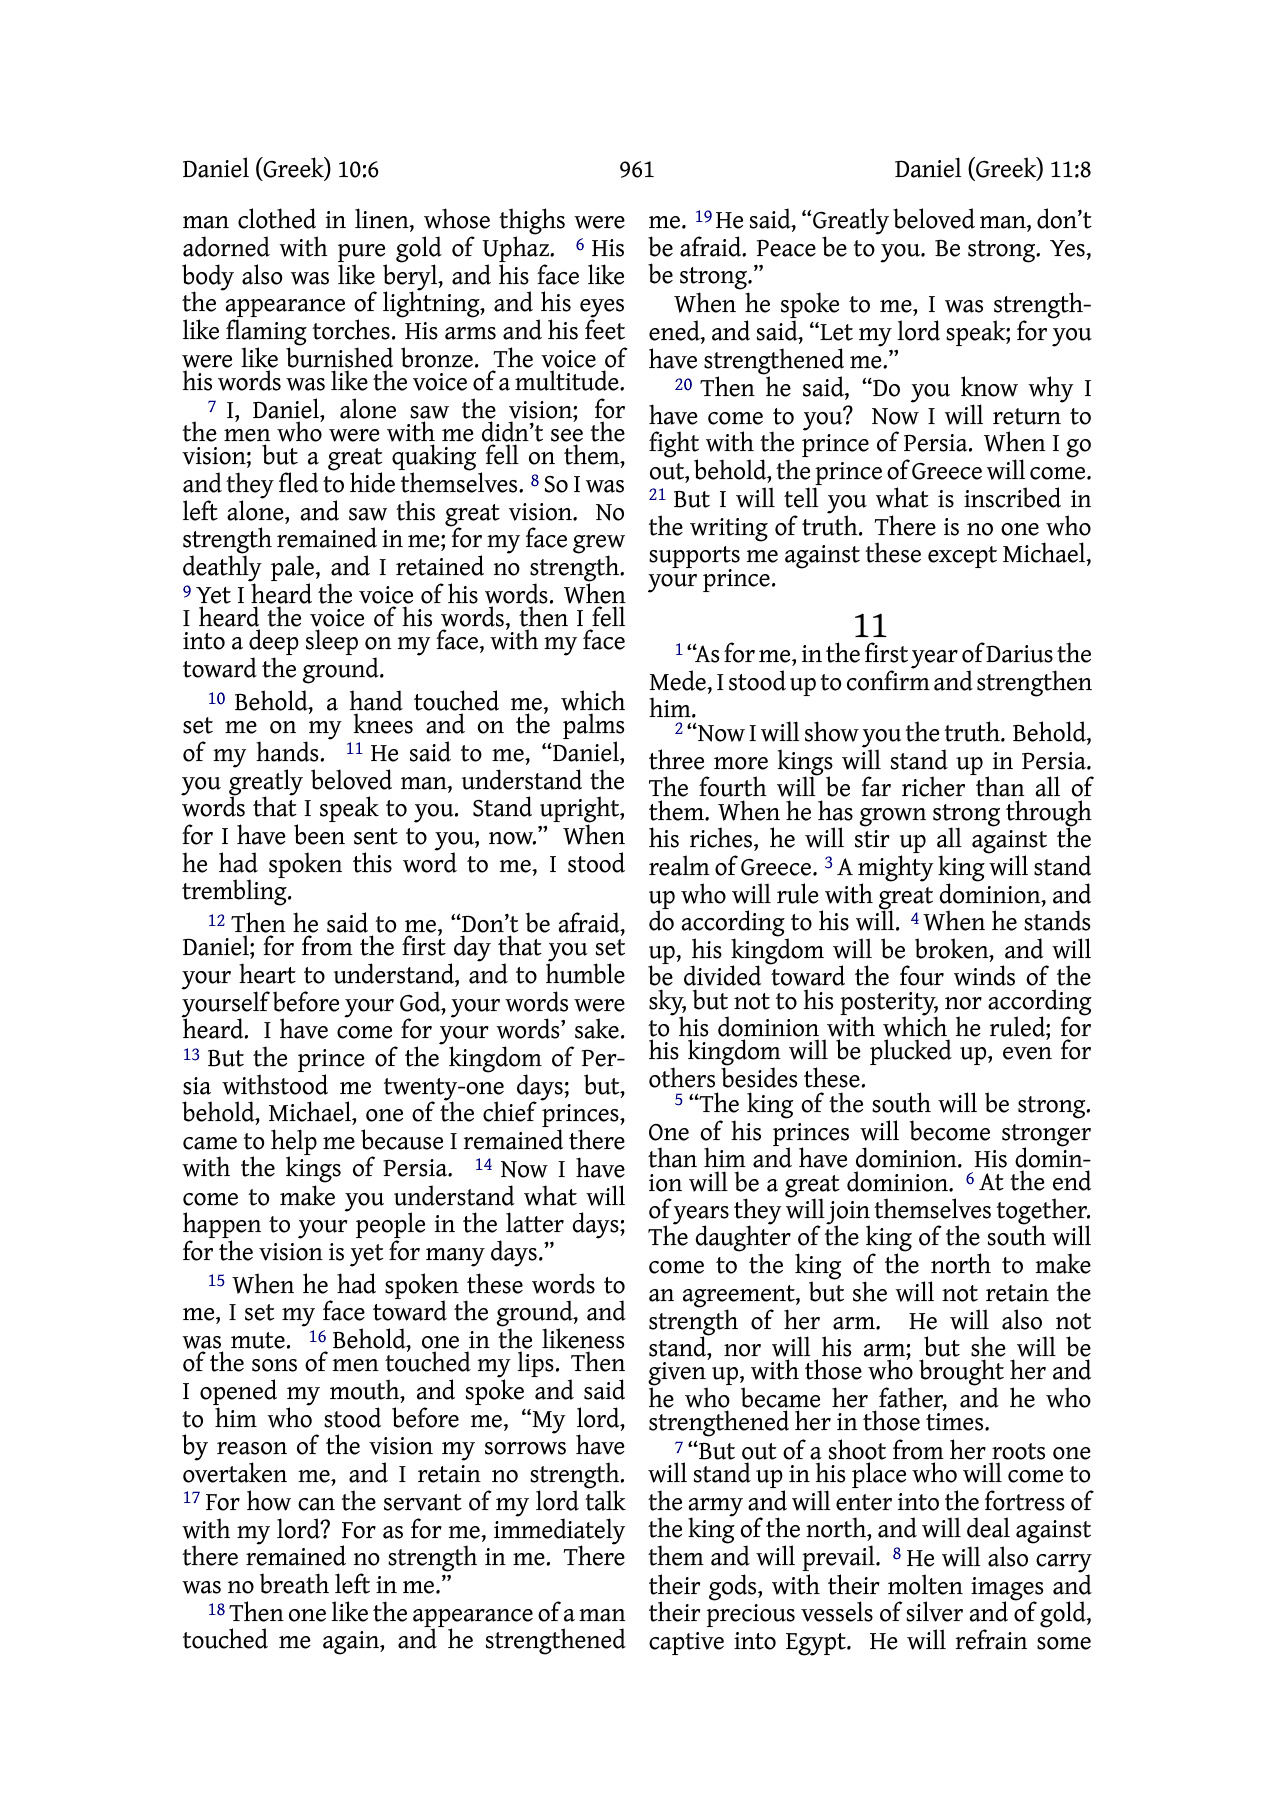 Daniel (Greek) 10:6 961 Daniel (Greek) 11:8
man clothed in linen, whose thighs were
adorned with pure gold of Uphaz. 6 His
body also was like beryl, and his face like
the appearance of lightning, and his eyes
like flaming torches. His arms and his feet
were like burnished bronze. The voice of
his words was like the voice of a multitude.
7 I, Daniel, alone saw the vision; for
the men who were with me didn’t see the
vision; but a great quaking fell on them,
and they fled to hide themselves. 8 So I was
left alone, and saw this great vision. No
strength remained in me; for my face grew
deathly pale, and I retained no strength.
9 Yet I heard the voice of his words. When
I heard the voice of his words, then I fell
into a deep sleep on my face, with my face
toward the ground.
10 Behold, a hand touched me, which
set me on my knees and on the palms
of my hands. 11 He said to me, “Daniel,
you greatly beloved man, understand the
words that I speak to you. Stand upright,
for I have been sent to you, now.” When
he had spoken this word to me, I stood
trembling.
12 Then he said to me, “Don’t be afraid,
Daniel; for from the first day that you set
your heart to understand, and to humble
yourself before your God, your words were
heard. I have come for your words’ sake.
13 But the prince of the kingdom of Per-
sia withstood me twenty-one days; but,
behold, Michael, one of the chief princes,
came to help me because I remained there
with the kings of Persia. 14 Now I have
come to make you understand what will
happen to your people in the latter days;
for the vision is yet for many days.”
15 When he had spoken these words to
me, I set my face toward the ground, and
was mute. 16 Behold, one in the likeness
of the sons of men touched my lips. Then
I opened my mouth, and spoke and said
to him who stood before me, “My lord,
by reason of the vision my sorrows have
overtaken me, and I retain no strength.
17 For how can the servant of my lord talk
with my lord? For as for me, immediately
there remained no strength in me. There
was no breath left in me.”
18 Then one like the appearance of a man
touched me again, and he strengthened
me. 19 He said, “Greatly beloved man, don’t
be afraid. Peace be to you. Be strong. Yes,
be strong.”
When he spoke to me, I was strength-
ened, and said, “Let my lord speak; for you
have strengthened me.”
20 Then he said, “Do you know why I
have come to you? Now I will return to
fight with the prince of Persia. When I go
out, behold, the prince of Greece will come.
21 But I will tell you what is inscribed in
the writing of truth. There is no one who
supports me against these except Michael,
your prince.
11
1 “As for me, in the first year of Darius the
Mede, I stood up to confirm and strengthen
him.
2 “Now I will show you the truth. Behold,
three more kings will stand up in Persia.
The fourth will be far richer than all of
them. When he has grown strong through
his riches, he will stir up all against the
realm of Greece. 3 A mighty king will stand
up who will rule with great dominion, and
do according to his will. 4 When he stands
up, his kingdom will be broken, and will
be divided toward the four winds of the
sky, but not to his posterity, nor according
to his dominion with which he ruled; for
his kingdom will be plucked up, even for
others besides these.
5 “The king of the south will be strong.
One of his princes will become stronger
than him and have dominion. His domin-
ion will be a great dominion. 6 At the end
of years they will join themselves together.
The daughter of the king of the south will
come to the king of the north to make
an agreement, but she will not retain the
strength of her arm. He will also not
stand, nor will his arm; but she will be
given up, with those who brought her and
he who became her father, and he who
strengthened her in those times.
7 “But out of a shoot from her roots one
will stand up in his place who will come to
the army and will enter into the fortress of
the king of the north, and will deal against
them and will prevail. 8 He will also carry
their gods, with their molten images and
their precious vessels of silver and of gold,
captive into Egypt. He will refrain some